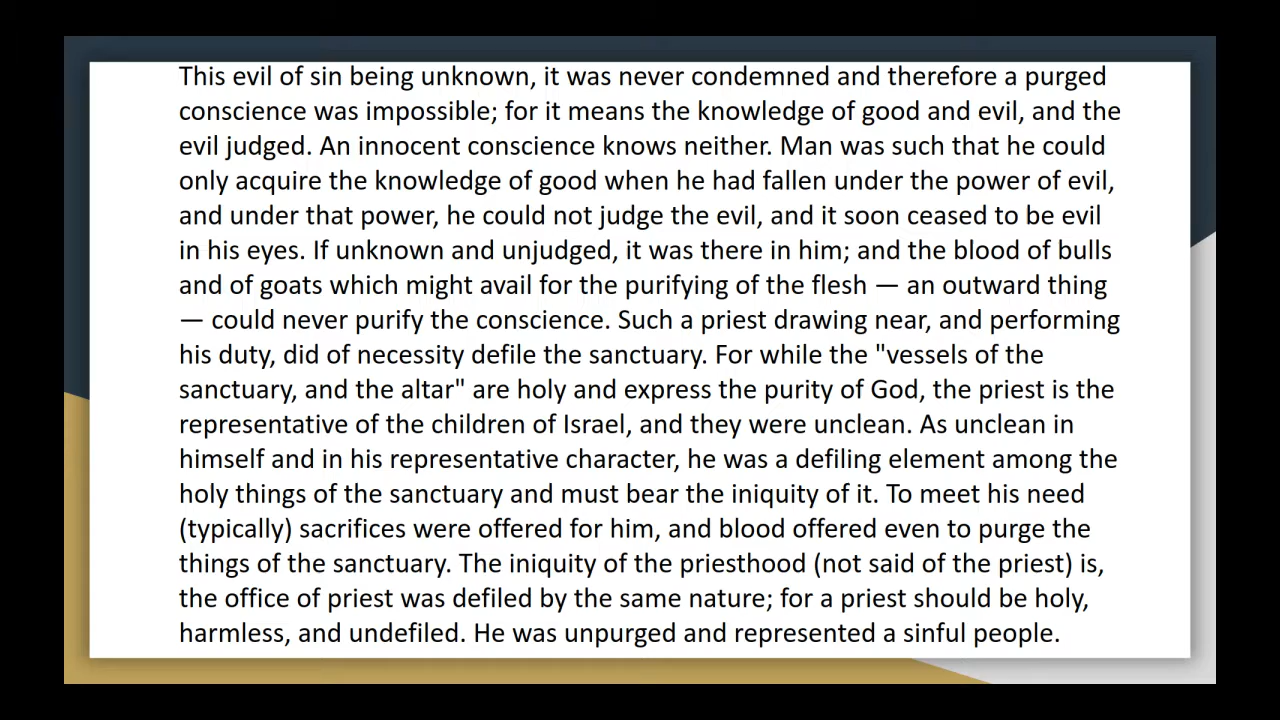 This evil of sin being unknown, it was never condemned and therefore a purged
conscience was impossible; for it means the knowledge of good and evil, and the
evil judged. An innocent conscience knows neither. Man was such that he could
only acquire the knowledge of good when he had fallen under the power of evil,
and under that power, he could not judge the evil, and it soon ceased to be evil
in his eyes. If unknown and unjudged, it was there in him; and the blood of bulls
and of goats which might avail for the purifying of the flesh — an outward thing
— could never purify the conscience. Such a priest drawing near, and performing
his duty, did of necessity defile the sanctuary. For while the "vessels of the
sanctuary, and the altar" are holy and express the purity of God, the priest is the
representative of the children of Israel, and they were unclean. As unclean in
himself and in his representative character, he was a defiling element among the
holy things of the sanctuary and must bear the iniquity of it. To meet his need
(typically) sacrifices were offered for him, and blood offered even to purge the
things of the sanctuary. The iniquity of the priesthood (not said of the priest) is,
the office of priest was defiled by the same nature; for a priest should be holy,
harmless, and undefiled. He was unpurged and represented a sinful people.